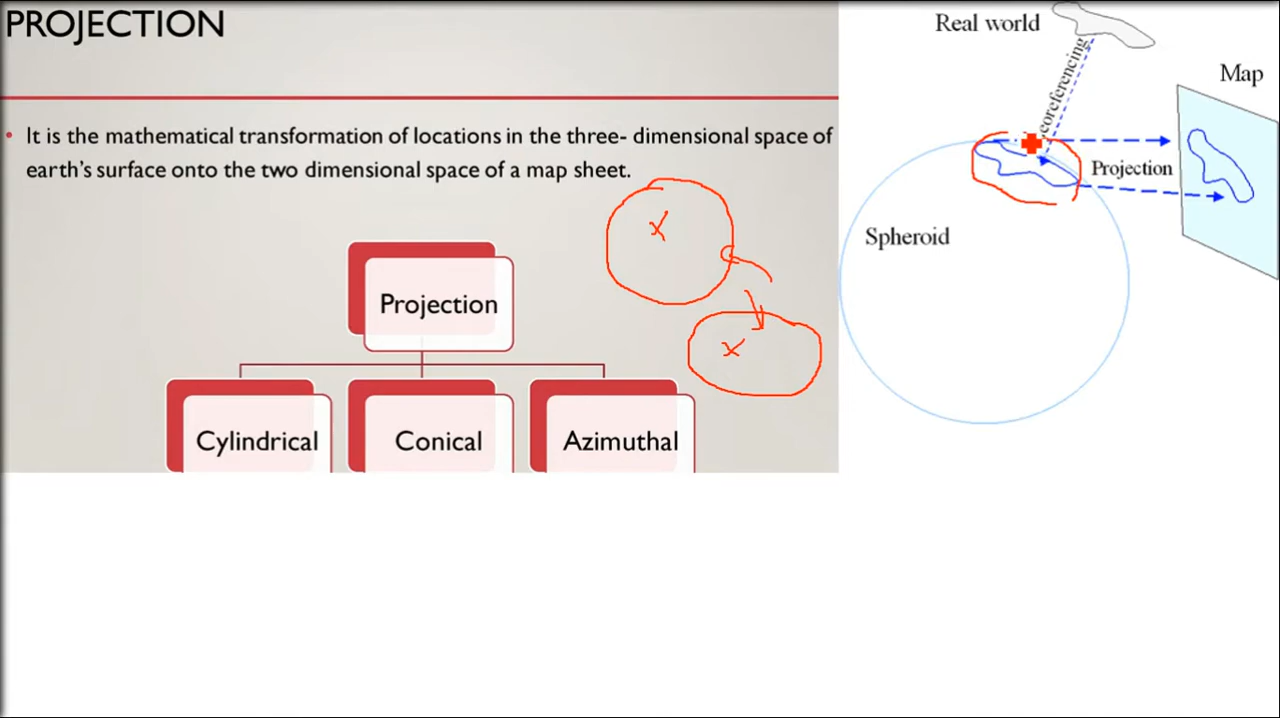 PROJECTION
• It is the mathematical transformation of locations in the three- dimensional space of
earth's surface onto the two dimensional space of a map sheet.
Projection
Cylindrical
Conical
Azimuthal
x
x
Real world
eoreferencing
Map
Projection
Spheroid